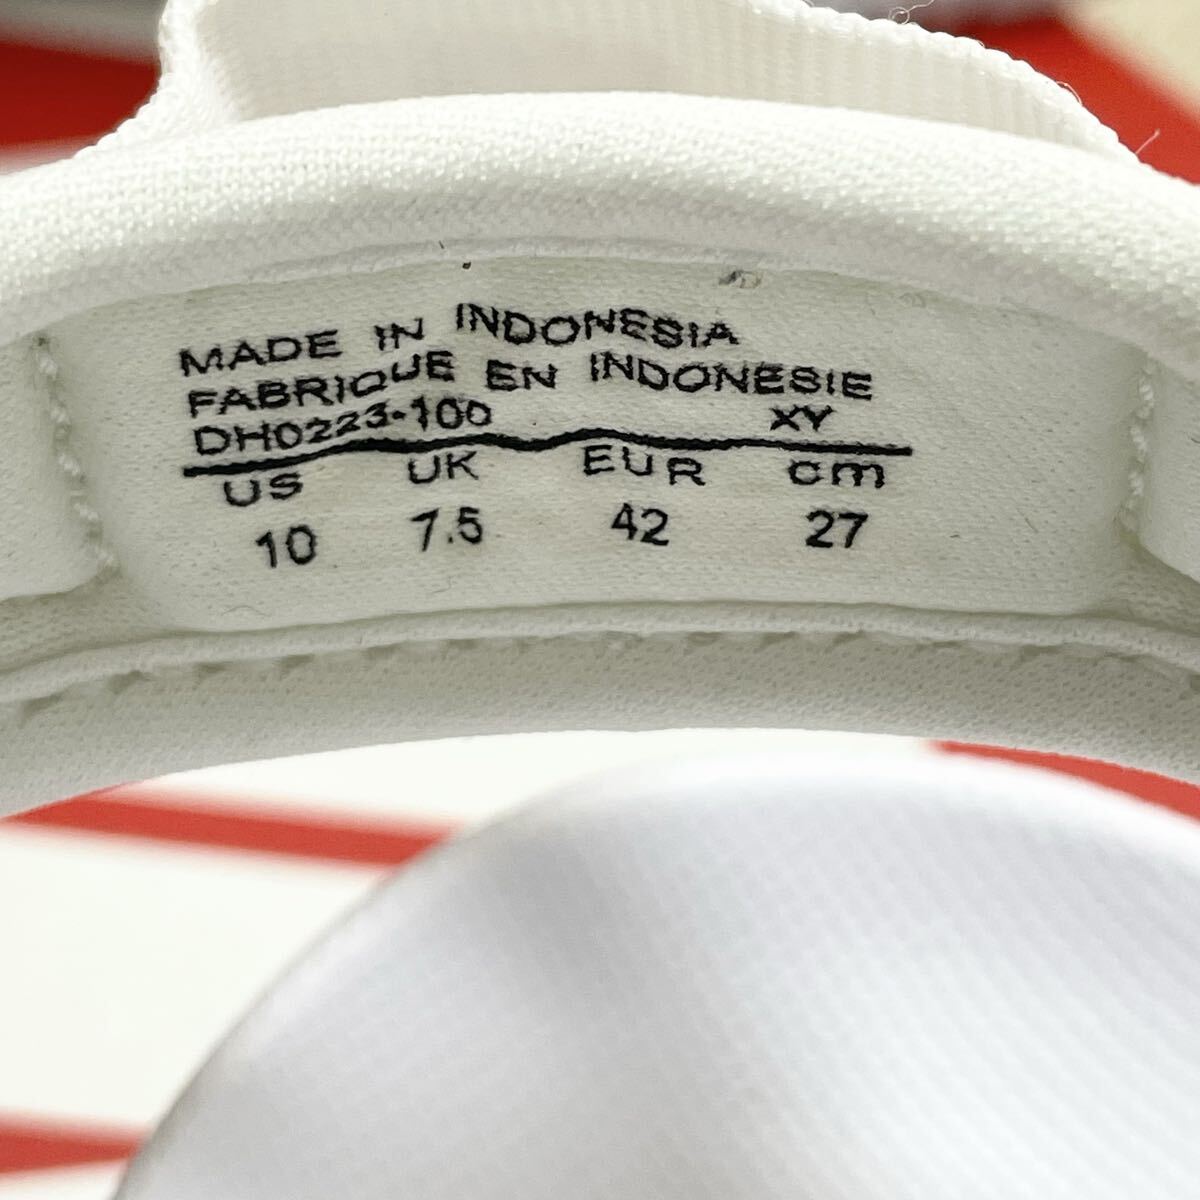 MADE IN INDONESIA
FABRIQUE EN INDONESIE
DH0223-100 XY
US UK EUR cm
10 7.5 42 27